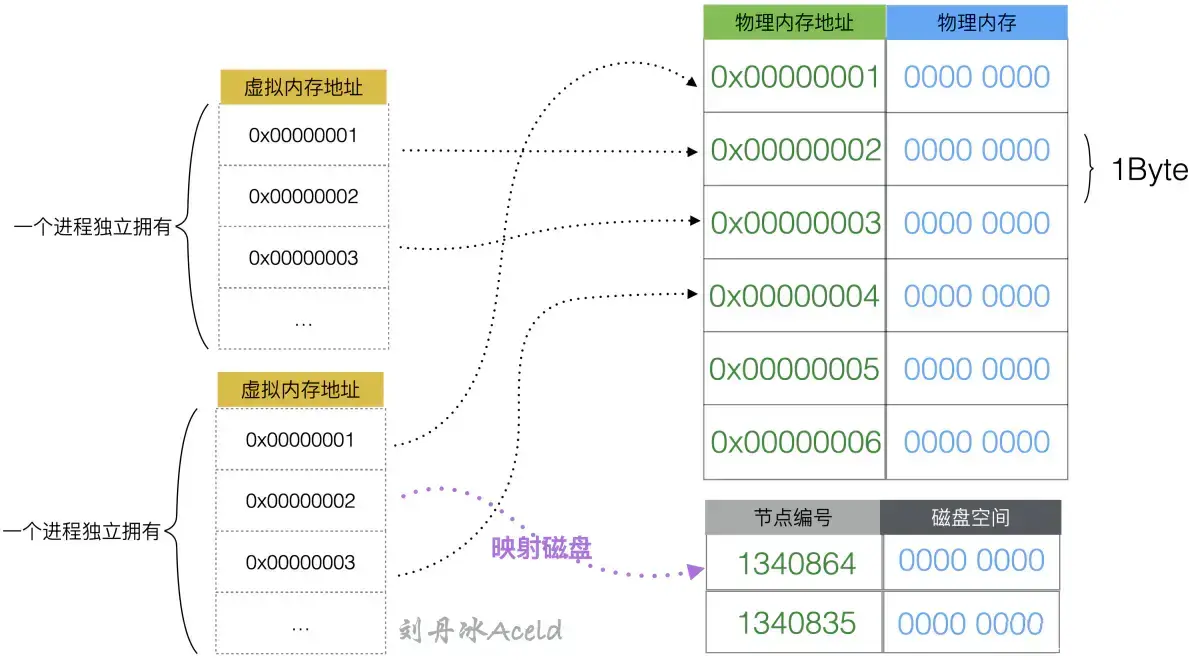 虚拟内存地址
0x00000001
0x00000002
0x00000003
...
一个进程独立拥有
虚拟内存地址
0x00000001
0x00000002
0x00000003
...
一个进程独立拥有
映射磁盘
刘丹冰Aceld
物理内存地址 物理内存
0x00000001 0000 0000
0x00000002 0000 0000
0x00000003 0000 0000
0x00000004 0000 0000
0x00000005 0000 0000
0x00000006 0000 0000
1Byte
节点编号 磁盘空间
1340864 0000 0000
1340835 0000 0000